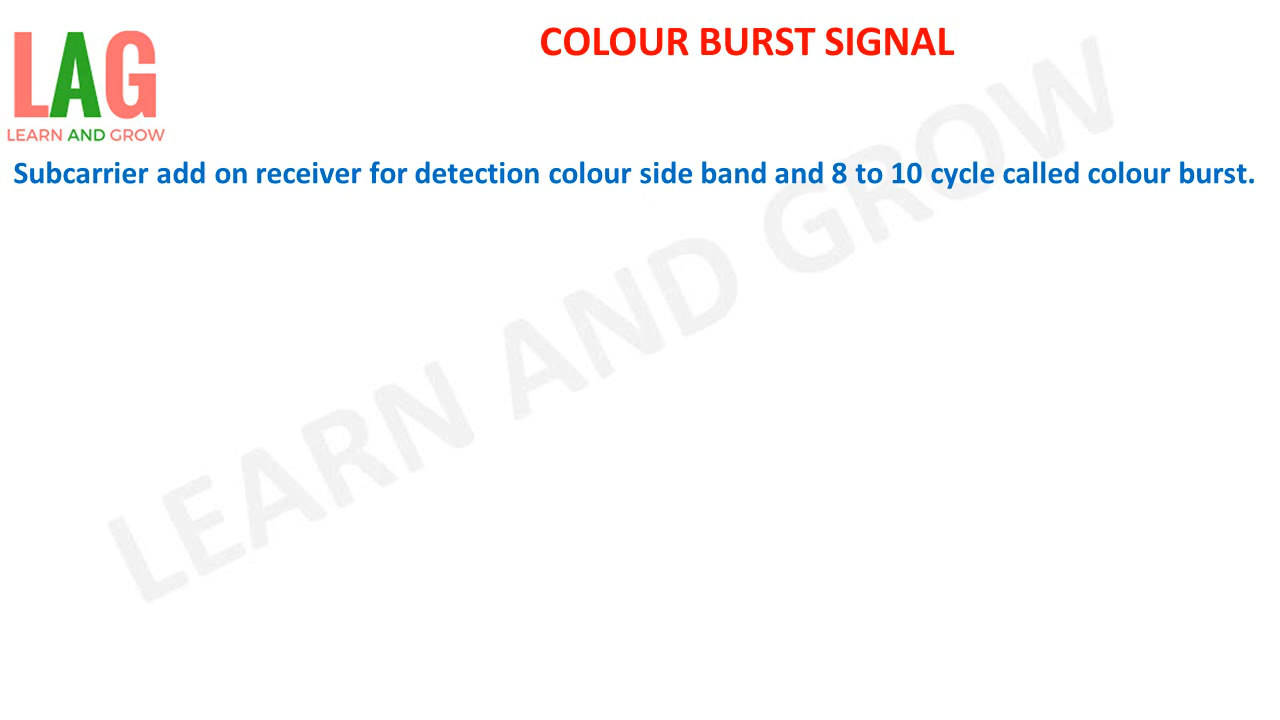 COLOUR BURST SIGNAL
LAG
LEARN AND GROW
Subcarrier add on receiver for detection colour side band and 8 to 10 cycle called colour burst.
LEARN AND GROW